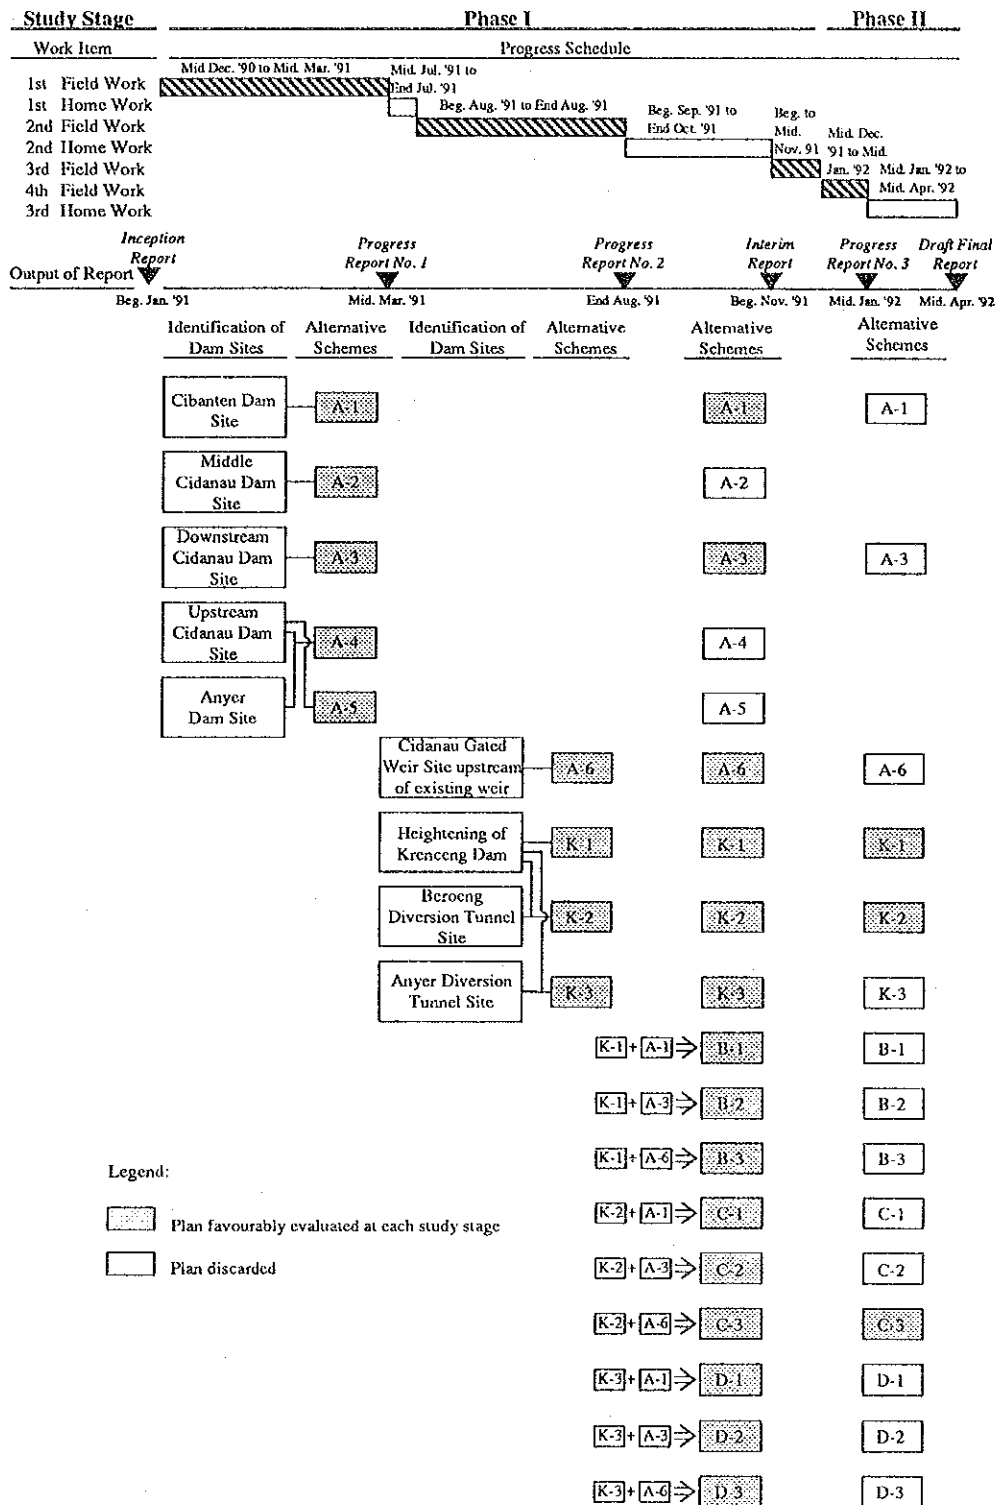 Study Stage Phase I Phase II
Work Item Progress Schedule
1st Field Work
1st Home Work
2nd Field Work
2nd Home Work
3rd Field Work
4th Field Work
3rd Home Work
Mid Dec. '90 to Mid. Mar. '91
Mid. Jul. '91 to
End Jul. '91
Beg. Aug. '91 to End Aug. '91
Beg. Sep. '91 to
End Oct. '91
Beg. to
Mid.
Nov. 91
Mid. Dec.
'91 to Mid.
Jan. '92
Mid. Jan. '92 to
Mid. Apr. '92
Output of Report
Inception
Report
Beg. Jan. '91
Progress
Report No. 1
Mid. Mar. '91
Progress
Report No. 2
End Aug. '91
Interim
Report
Beg. Nov. '91
Progress
Report No. 3
Mid. Jan. '92
Draft Final
Report
Mid. Apr. '92
Identification of
Dam Sites
Alternative
Schemes
Identification of
Dam Sites
Alternative
Schemes
Alternative
Schemes
Alternative
Schemes
Cibanten Dam
Site
A-1 A-1 A-1
Middle
Cidanau Dam
Site
A-2 A-2
Downstream
Cidanau Dam
Site
A-3 A-3 A-3
Upstream
Cidanau Dam
Site
A-4 A-4
Anyer
Dam Site
A-5 A-5
Cidanau Gated
Weir Site upstream
of existing weir
A-6 A-6 A-6
Heightening of
Krenceng Dam
K-1 K-1 K-1
Beroeng
Diversion Tunnel
Site
K-2 K-2 K-2
Anyer Diversion
Tunnel Site
K-3 K-3 K-3
K-1 + A-1 ⇒ B-1 B-1
K-1 + A-3 ⇒ B-2 B-2
K-1 + A-6 ⇒ B-3 B-3
K-2 + A-1 ⇒ C-1 C-1
K-2 + A-3 ⇒ C-2 C-2
K-2 + A-6 ⇒ C-3 C-3
K-3 + A-1 ⇒ D-1 D-1
K-3 + A-3 ⇒ D-2 D-2
K-3 + A-6 ⇒ D-3 D-3
Legend:
Plan favourably evaluated at each study stage
Plan discarded